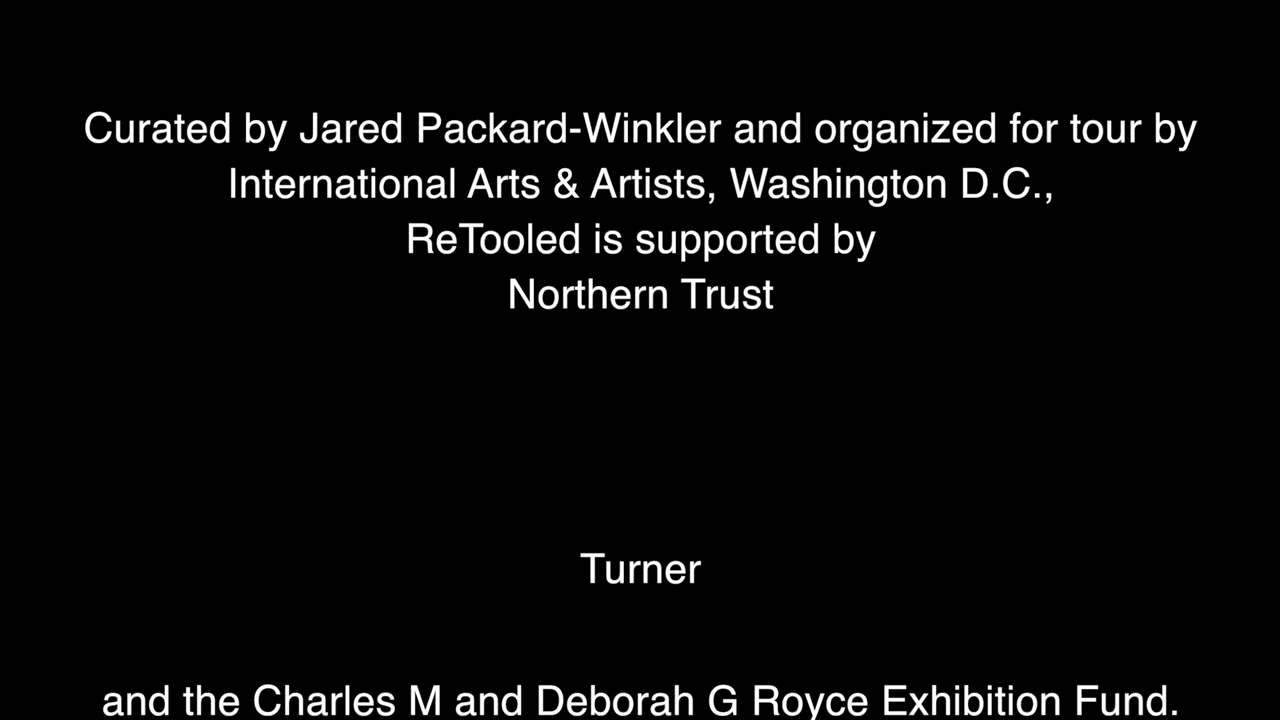 Curated by Jared Packard-Winkler and organized for tour by
International Arts & Artists, Washington D.C.,
ReTooled is supported by
Northern Trust
Turner
and the Charles M and Deborah G Royce Exhibition Fund.